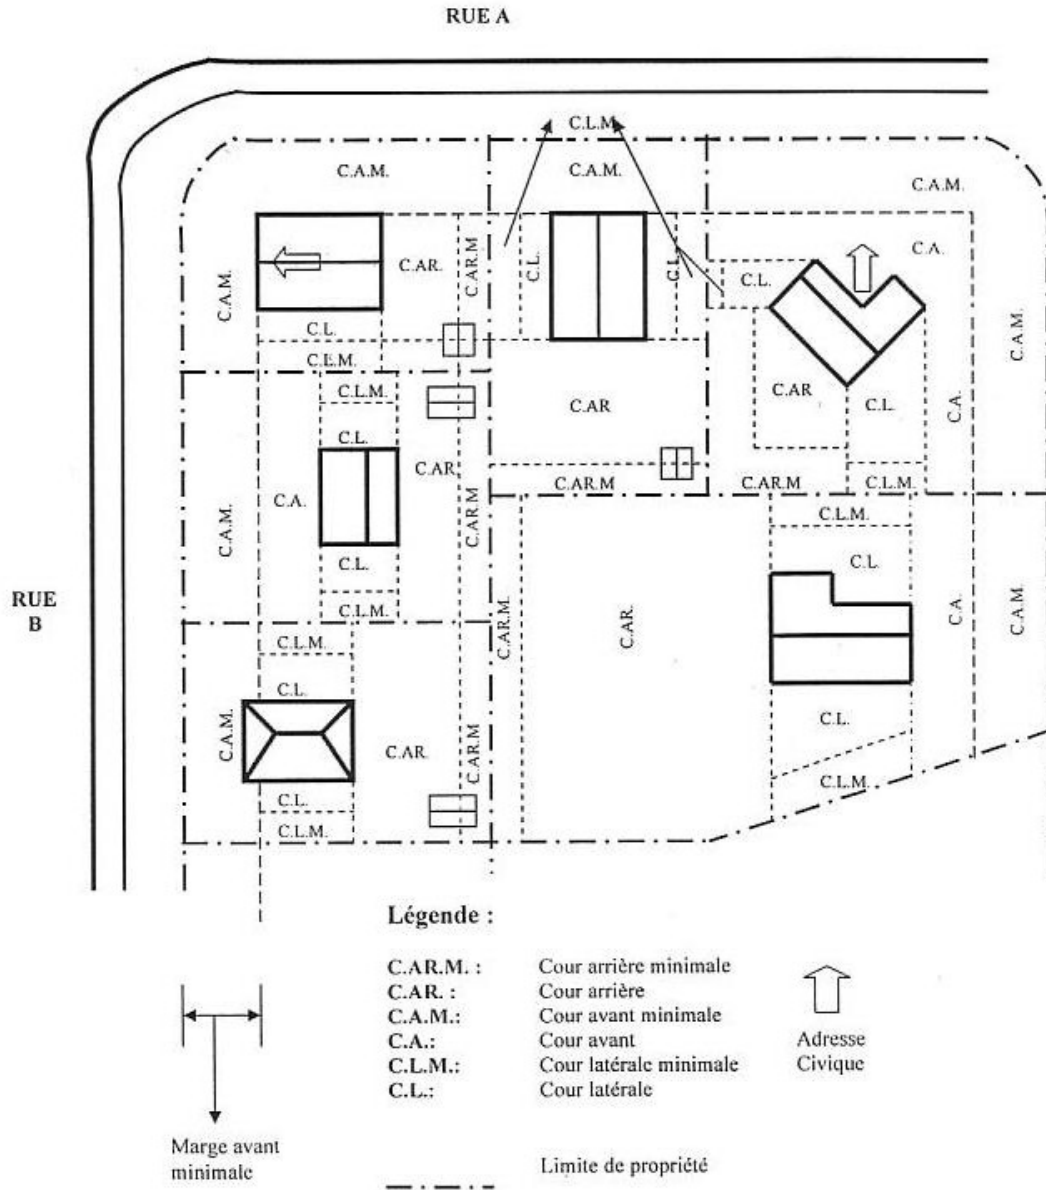 RUE A
C.L.M
C.A.M.
C.A.M.
C.A.M.
C.AR.
C.AR.M
C.L.
C.L.
C.L.
C.A.
C.A.M.
C.L.
C.L.M.
C.A.M.
C.L.M.
C.L.
C.AR
C.AR
C.L.
C.A.
C.AR
C.A.
C.A.M.
C.AR.M
C.AR.M
C.AR.M
C.L.M.
C.L.M.
C.A.M.
C.L.
C.L.
C.L.M.
RUE
B
C.AR.M.
C.AR.
C.A.
C.A.M.
C.L.M.
C.L.
C.A.M.
C.AR.
C.AR.M
C.L.
C.L.
C.L.M.
C.L.M.
Légende :
C.AR.M. : Cour arrière minimale
C.AR. : Cour arrière
C.A.M.: Cour avant minimale
C.A.: Cour avant
C.L.M.: Cour latérale minimale
C.L.: Cour latérale
Adresse
Civique
Marge avant
minimale
Limite de propriété